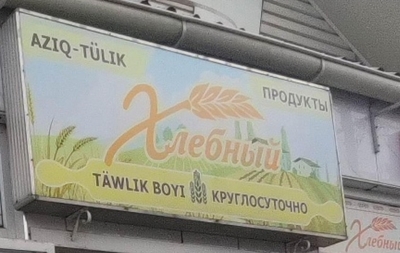 AZIQ-TÜLIK
ПРОДУКТЫ
Хлебный
TÄWLIK BOYI КРУГЛОСУТОЧНО
Хлебный